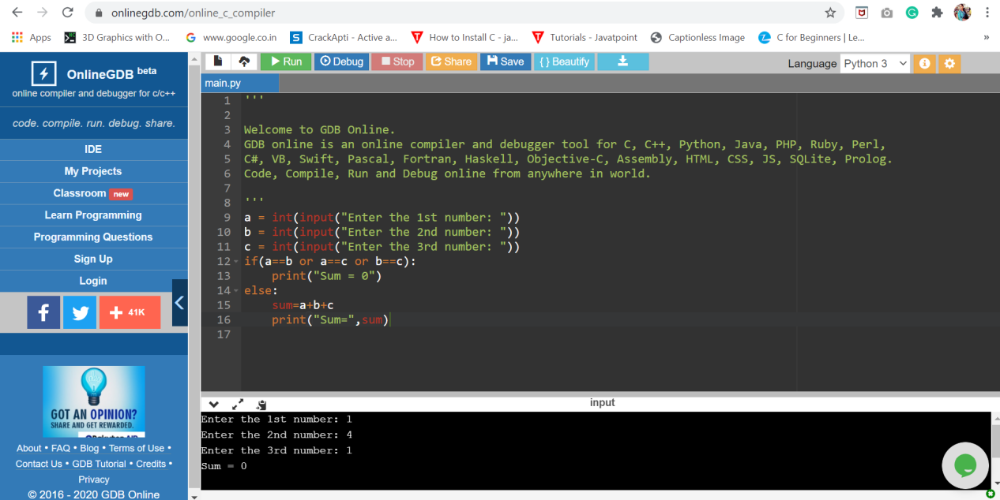 onlinegdb.com/online_c_compiler
Apps 3D Graphics with O... www.google.co.in CrackApti - Active a... How to Install C - ja... Tutorials - Javatpoint Captionless Image C for Beginners | Le... »
OnlineGDB beta
online compiler and debugger for c/c++
code. compile. run. debug. share.
IDE
My Projects
Classroom new
Learn Programming
Programming Questions
Sign Up
Login
41K
GOT AN OPINION?
SHARE AND GET REWARDED.
About • FAQ • Blog • Terms of Use •
Contact Us • GDB Tutorial • Credits •
Privacy
© 2016 - 2020 GDB Online
Run Debug Stop Share Save { } Beautify Language Python 3
main.py
1 '''
2
3 Welcome to GDB Online.
4 GDB online is an online compiler and debugger tool for C, C++, Python, Java, PHP, Ruby, Perl,
5 C#, VB, Swift, Pascal, Fortran, Haskell, Objective-C, Assembly, HTML, CSS, JS, SQLite, Prolog.
6 Code, Compile, Run and Debug online from anywhere in world.
7
8 '''
9 a = int(input("Enter the 1st number: "))
10 b = int(input("Enter the 2nd number: "))
11 c = int(input("Enter the 3rd number: "))
12 if(a==b or a==c or b==c):
13     print("Sum = 0")
14 else:
15     sum=a+b+c
16     print("Sum=",sum)
17
input
Enter the 1st number: 1
Enter the 2nd number: 4
Enter the 3rd number: 1
Sum = 0